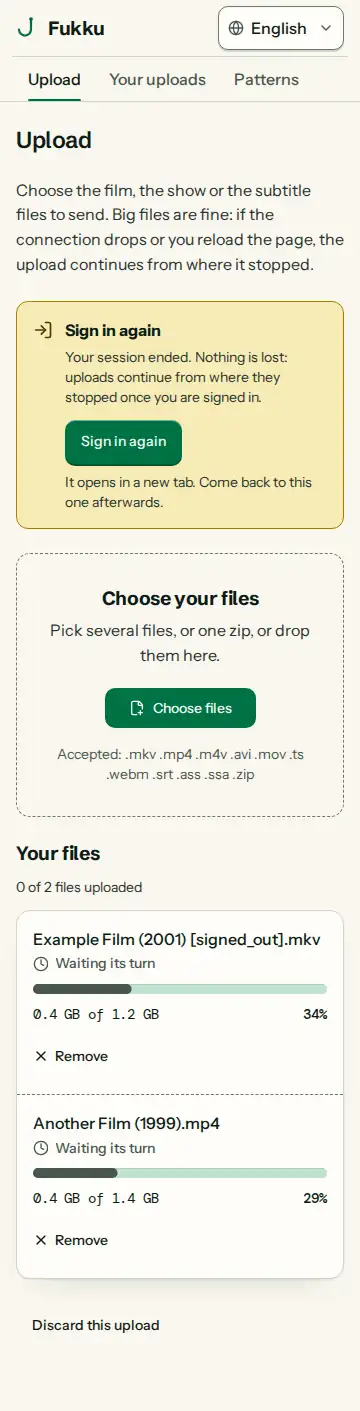 Fukku
English
Upload
Your uploads
Patterns
Upload
Choose the film, the show or the subtitle
files to send. Big files are fine: if the
connection drops or you reload the page, the
upload continues from where it stopped.
Sign in again
Your session ended. Nothing is lost:
uploads continue from where they
stopped once you are signed in.
Sign in again
It opens in a new tab. Come back to this
one afterwards.
Choose your files
Pick several files, or one zip, or drop
them here.
Choose files
Accepted: .mkv .mp4 .m4v .avi .mov .ts
.webm .srt .ass .ssa .zip
Your files
0 of 2 files uploaded
Example Film (2001) [signed_out].mkv
Waiting its turn
0.4 GB of 1.2 GB 34%
Remove
Another Film (1999).mp4
Waiting its turn
0.4 GB of 1.4 GB 29%
Remove
Discard this upload